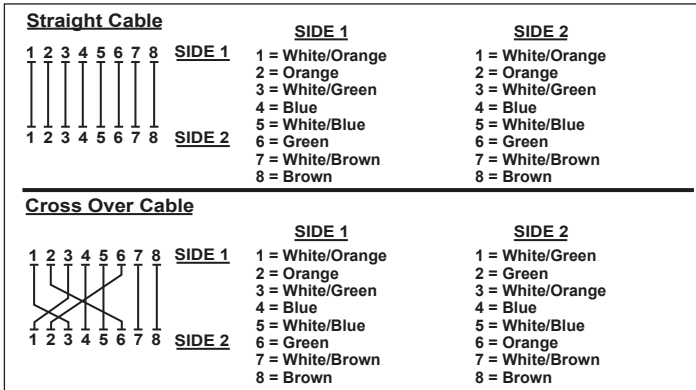 Straight Cable
1 2 3 4 5 6 7 8 SIDE 1
1 2 3 4 5 6 7 8 SIDE 2
SIDE 1
1 = White/Orange
2 = Orange
3 = White/Green
4 = Blue
5 = White/Blue
6 = Green
7 = White/Brown
8 = Brown
SIDE 2
1 = White/Orange
2 = Orange
3 = White/Green
4 = Blue
5 = White/Blue
6 = Green
7 = White/Brown
8 = Brown
Cross Over Cable
1 2 3 4 5 6 7 8 SIDE 1
1 2 3 4 5 6 7 8 SIDE 2
SIDE 1
1 = White/Orange
2 = Orange
3 = White/Green
4 = Blue
5 = White/Blue
6 = Green
7 = White/Brown
8 = Brown
SIDE 2
1 = White/Green
2 = Green
3 = White/Orange
4 = Blue
5 = White/Blue
6 = Orange
7 = White/Brown
8 = Brown